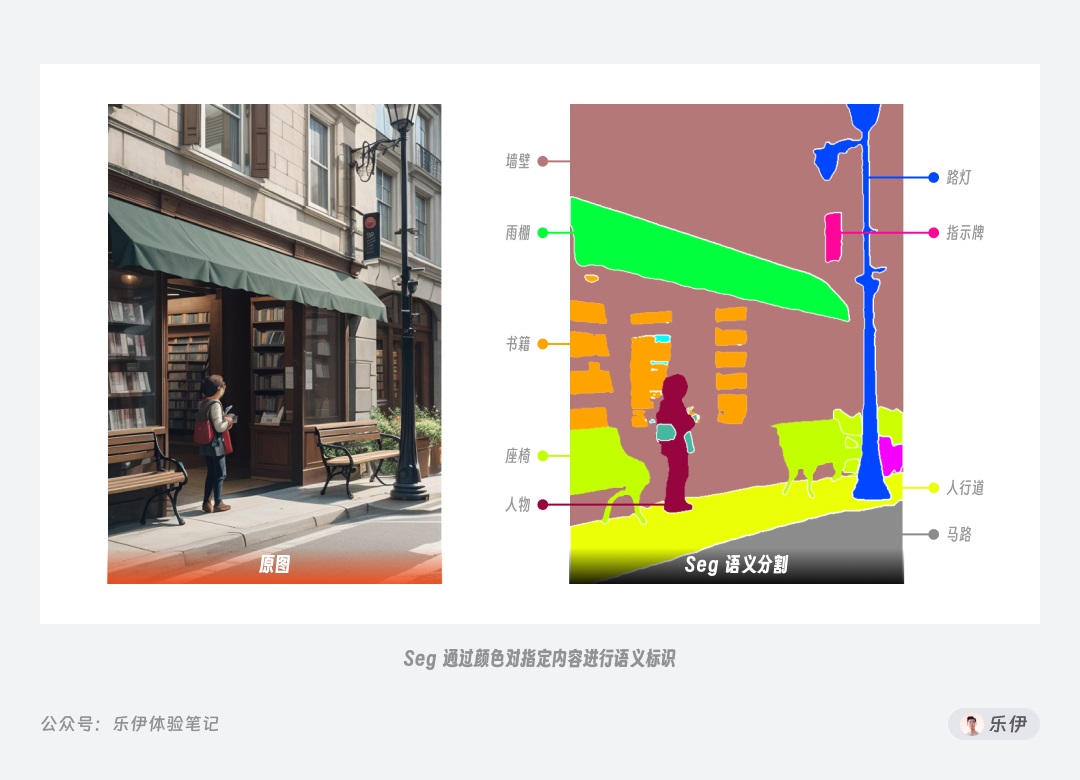 墙壁
雨棚
书籍
座椅
人物
路灯
指示牌
人行道
马路
原图
Seg 语义分割
Seg 通过颜色对指定内容进行语义标识
公众号：乐伊体验笔记
乐伊